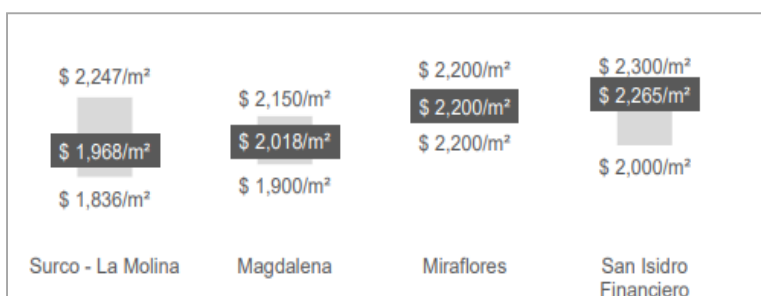 $ 2,247/m²
$ 1,968/m²
$ 1,836/m²
Surco - La Molina
$ 2,150/m²
$ 2,018/m²
$ 1,900/m²
Magdalena
$ 2,200/m²
$ 2,200/m²
$ 2,200/m²
Miraflores
$ 2,300/m²
$ 2,265/m²
$ 2,000/m²
San Isidro
Financiero